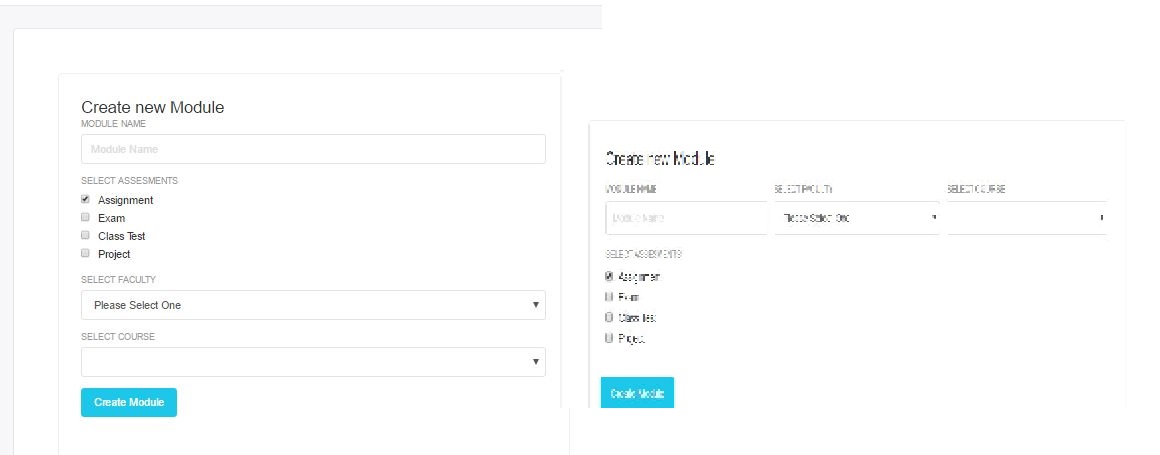 Create new Module
MODULE NAME
Module Name
SELECT ASSESMENTS
Assignment
Exam
Class Test
Project
SELECT FACULTY
Please Select One
SELECT COURSE
Create Module
Create new Module
MODULE NAME SELECT FACULTY SELECT COURSE
Module Name Please Select One
SELECT ASSESMENTS
Assignment
Exam
Class Test
Project
Create Module